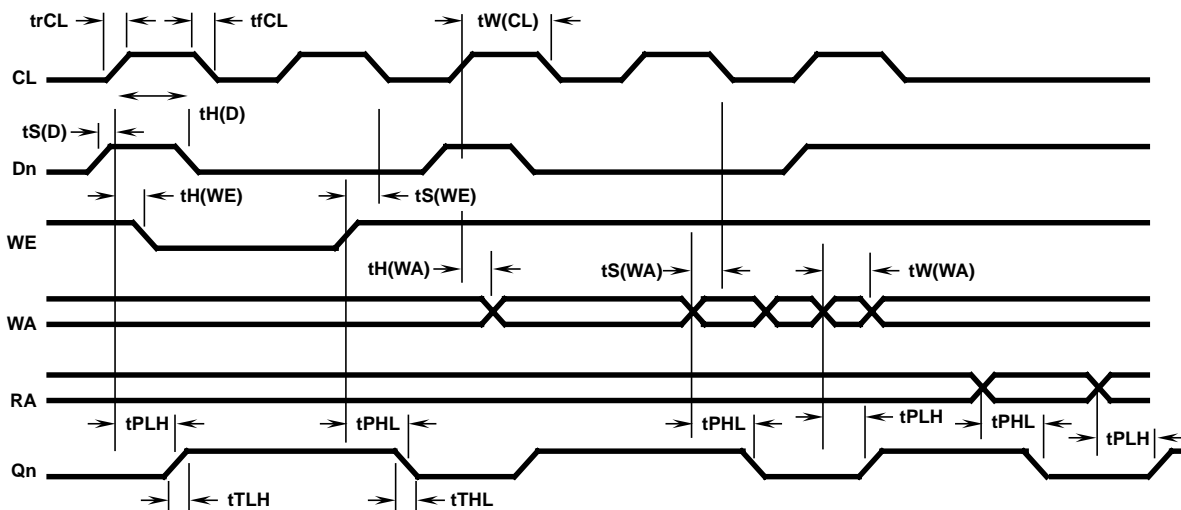 trCL tfCL tW(CL)
CL
tH(D)
tS(D)
Dn
tH(WE) tS(WE)
WE
tH(WA) tS(WA) tW(WA)
WA
RA
tPLH tPHL tPHL tPLH tPHL tPLH
Qn
tTLH tTHL